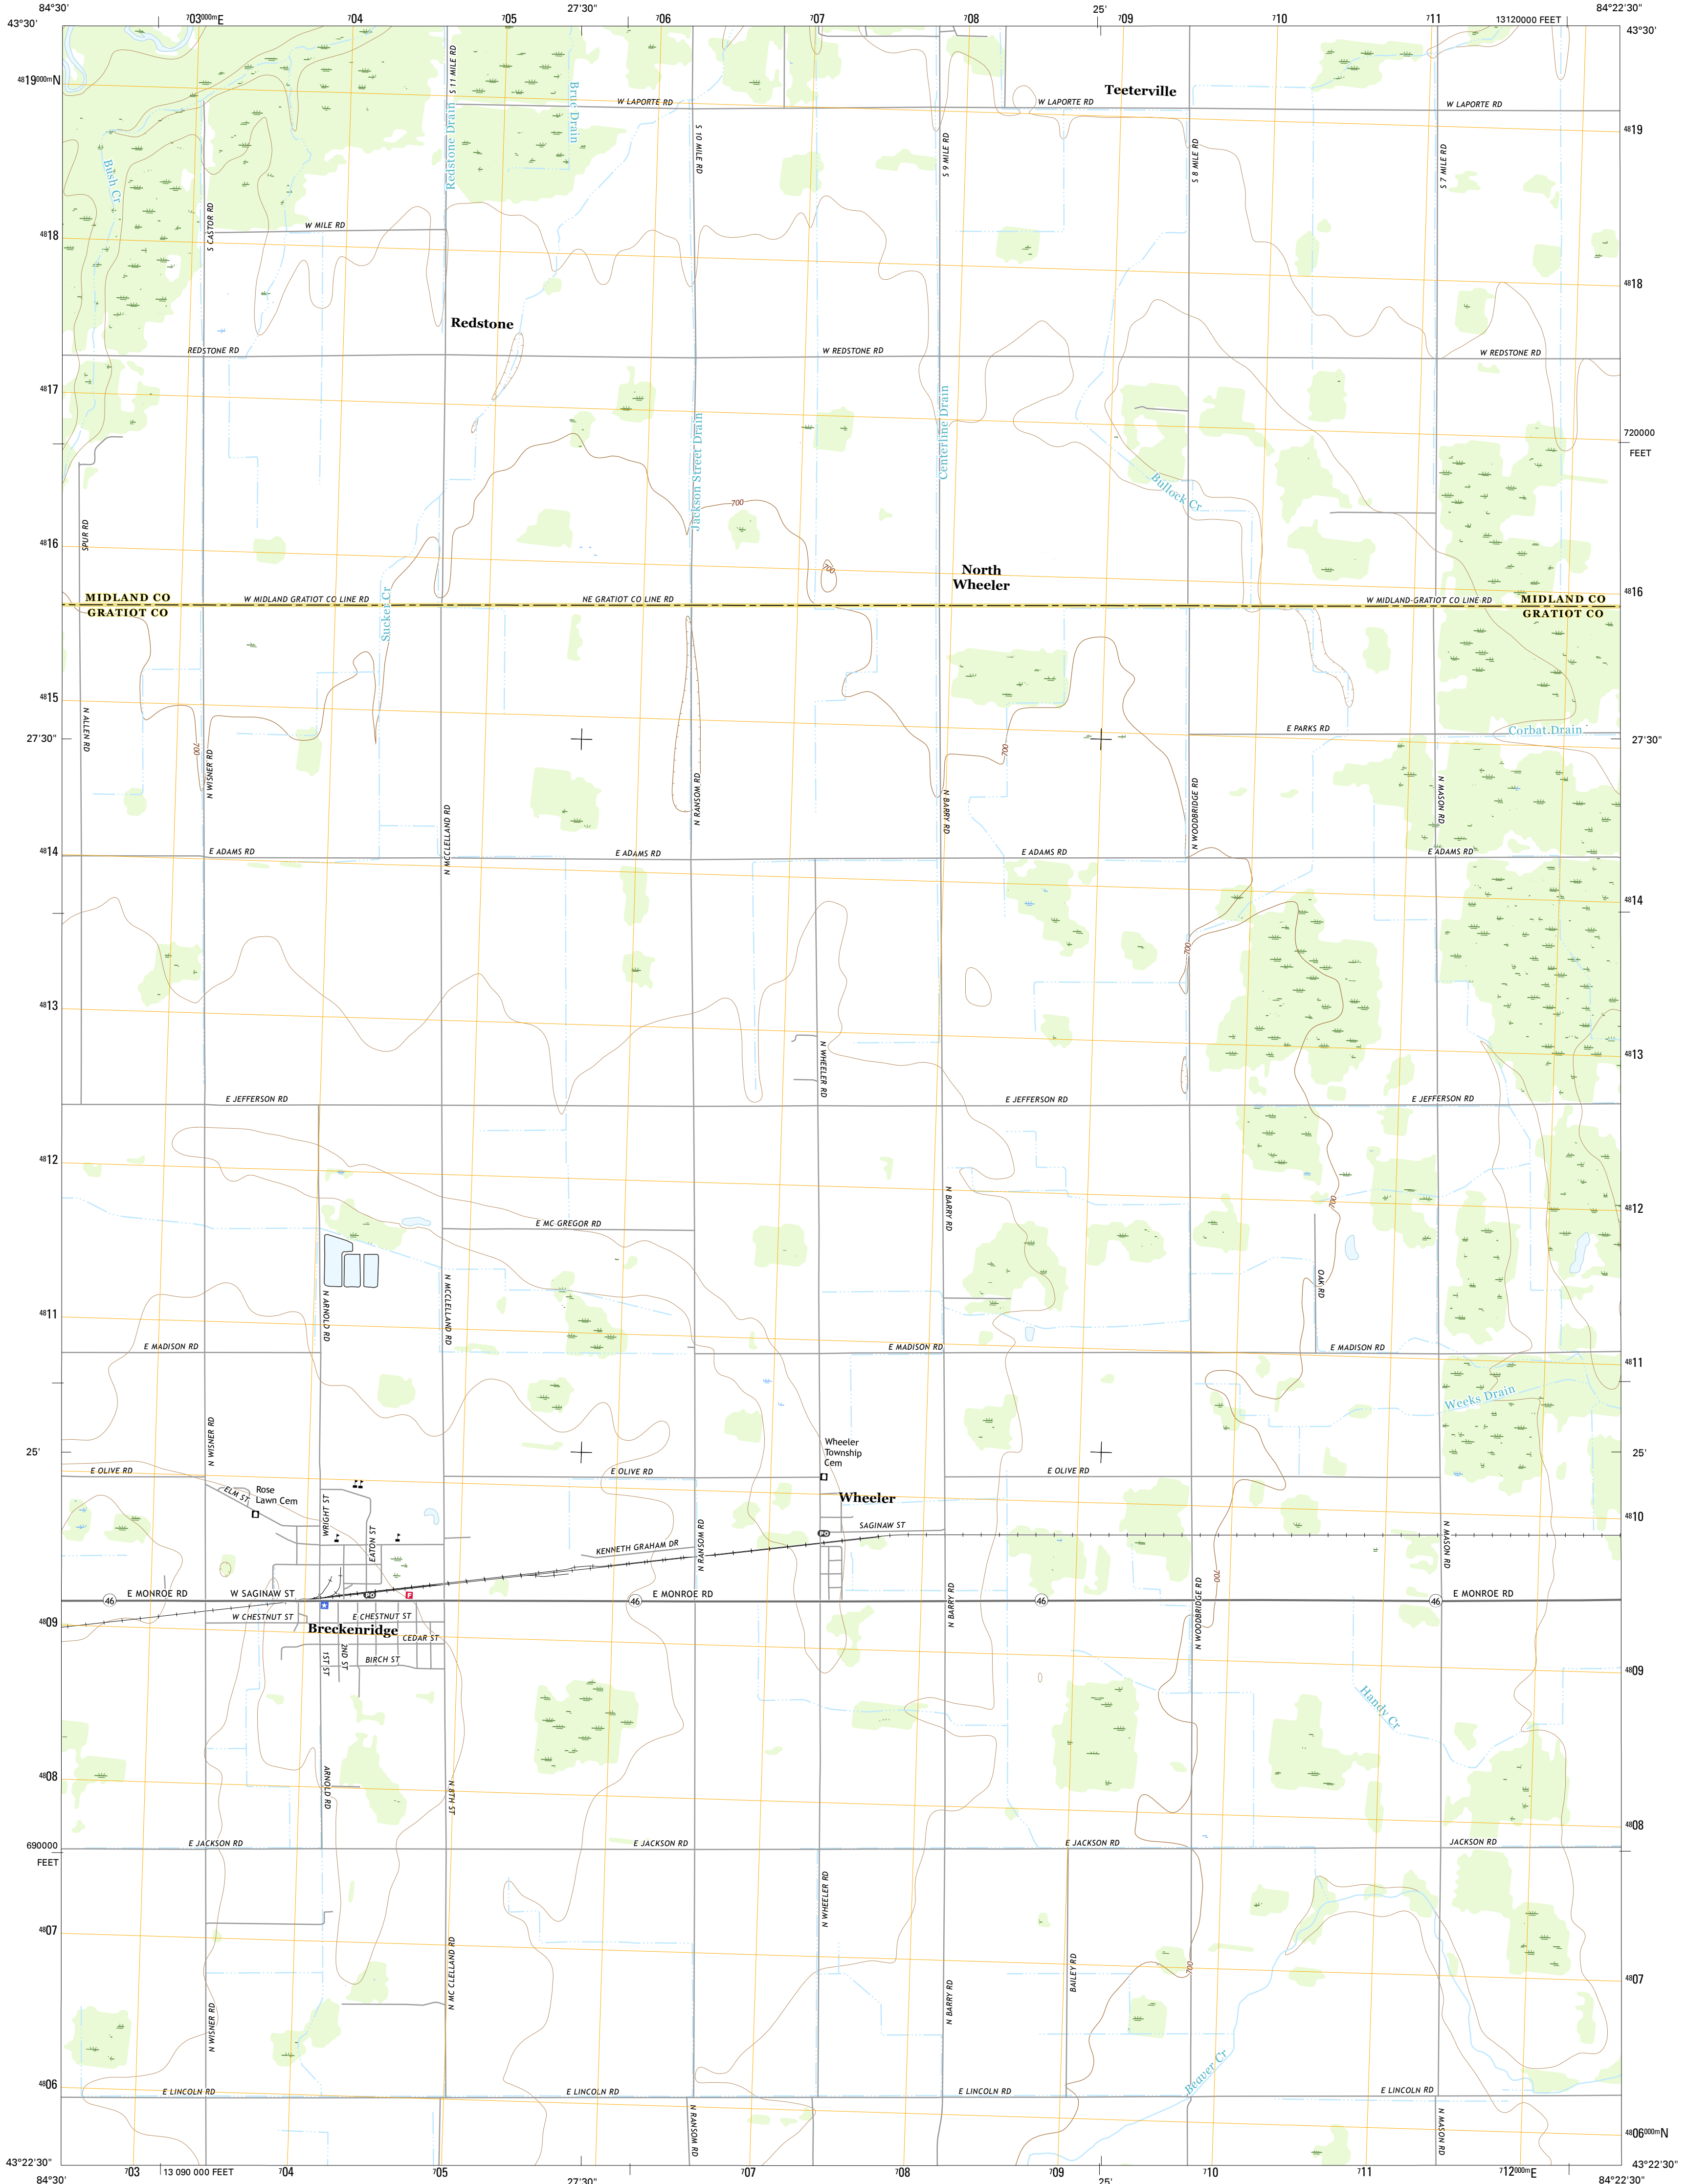 84°30'
703000mE
704
705
27'30"
706
707
708
25'
709
710
711
13120000 FEET
84°22'30"
43°30'
43°30'
4819000mN
S 11 MILE RD
Redstone Drain
Brue Drain
W LAPORTE RD
Teeterville
W LAPORTE RD
W LAPORTE RD
4819
S 10 MILE RD
S 9 MILE RD
S 8 MILE RD
S 7 MILE RD
Bush Cr
S CASTOR RD
W MILE RD
4818
4818
Redstone
REDSTONE RD
W REDSTONE RD
W REDSTONE RD
4817
Jackson Street Drain
Centerline Drain
720000
FEET
Bullock Cr
700
SPUR RD
4816
700
North
Wheeler
4816
MIDLAND CO
GRATIOT CO
W MIDLAND GRATIOT CO LINE RD
NE GRATIOT CO LINE RD
W MIDLAND-GRATIOT CO LINE RD
MIDLAND CO
GRATIOT CO
Sucker Cr
4815
N ALLEN RD
27'30"
700
N WISNER RD
700
E PARKS RD
Corbat Drain
27'30"
N MCCLELLAND RD
N RANSOM RD
N BARRY RD
N WOODBRIDGE RD
N MASON RD
4814
E ADAMS RD
E ADAMS RD
E ADAMS RD
E ADAMS RD
4814
700
4813
N WHEELER RD
4813
E JEFFERSON RD
E JEFFERSON RD
E JEFFERSON RD
4812
N BARRY RD
700
4812
E MC GREGOR RD
N ARNOLD RD
N MCCLELLAND RD
OAK RD
4811
E MADISON RD
E MADISON RD
E MADISON RD
4811
Weeks Drain
N WISNER RD
25'
25'
Wheeler
Township
Cem
E OLIVE RD
E OLIVE RD
E OLIVE RD
ELM ST
Rose
Lawn Cem
WRIGHT ST
EATON ST
Wheeler
SAGINAW ST
PO
4810
KENNETH GRAHAM DR
N RANSOM RD
N MASON RD
700
E MONROE RD
W SAGINAW ST
PO
F
46
46
E MONROE RD
46
46
E MONROE RD
4809
W CHESTNUT ST
E CHESTNUT ST
Breckenridge
CEDAR ST
1ST ST
2ND ST
BIRCH ST
N BARRY RD
N WOODBRIDGE RD
4809
Handy Cr
4808
ARNOLD RD
N 8TH ST
4808
690000
FEET
E JACKSON RD
E JACKSON RD
E JACKSON RD
JACKSON RD
N WHEELER RD
4807
N MC CLELLAND RD
BAILEY RD
700
4807
N WISNER RD
N BARRY RD
Beaver Cr
4806
E LINCOLN RD
E LINCOLN RD
E LINCOLN RD
E LINCOLN RD
N RANSOM RD
N MASON RD
4806000mN
43°22'30"
43°22'30"
703
13 090 000 FEET
704
705
707
708
709
710
711
712000mE
84°30'
27'30"
25'
84°22'30"